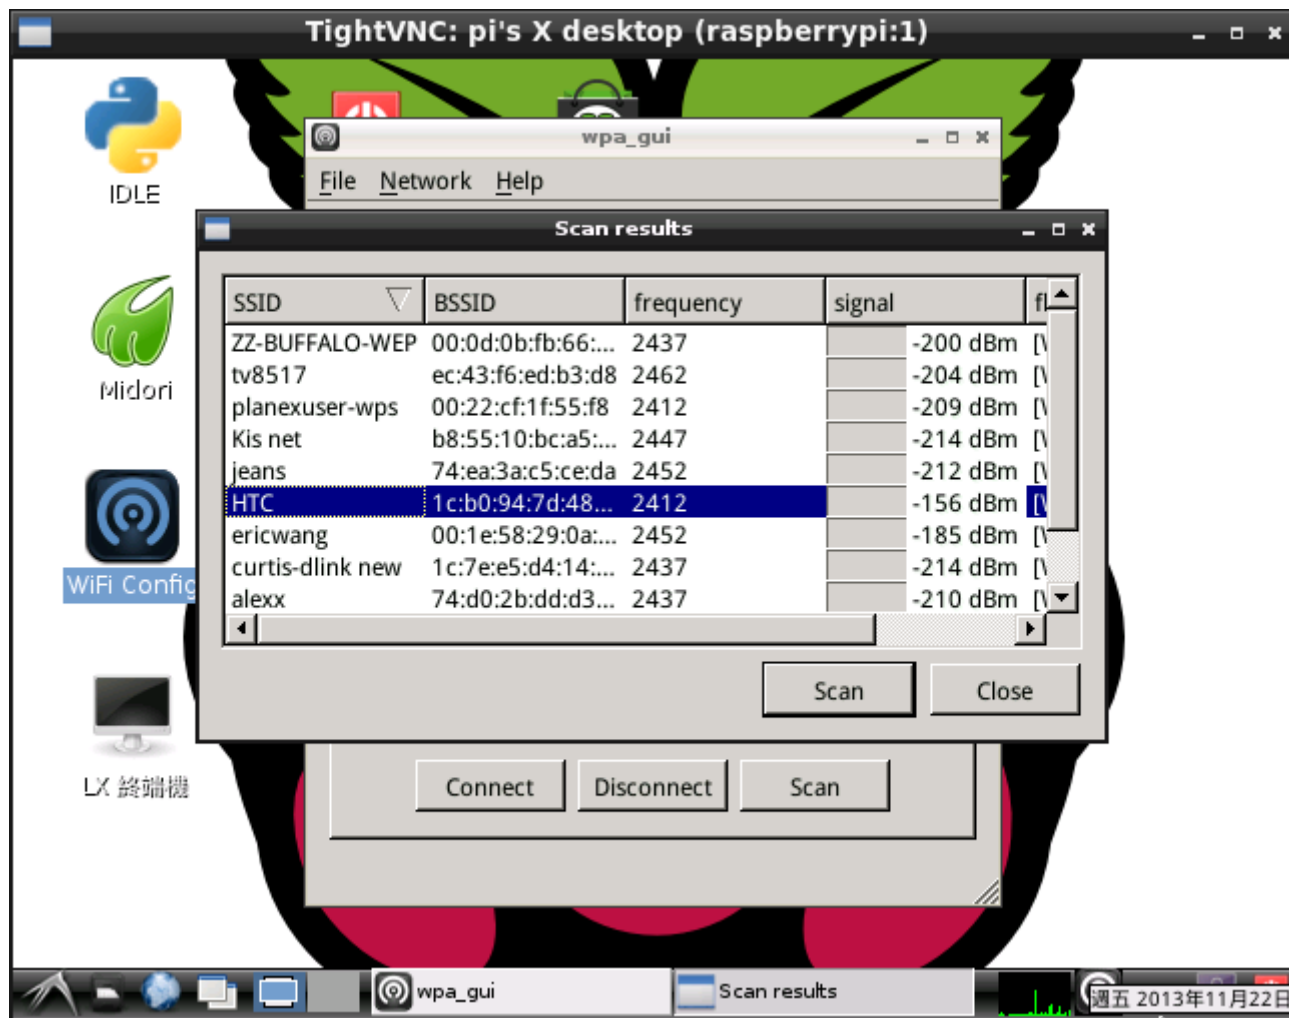 TightVNC: pi's X desktop (raspberrypi:1)
IDLE
Midori
WiFi Config
LX 終端機
wpa_gui
File Network Help
Scan results
SSID BSSID frequency signal
ZZ-BUFFALO-WEP 00:0d:0b:fb:66:... 2437 -200 dBm
tv8517 ec:43:f6:ed:b3:d8 2462 -204 dBm
planexuser-wps 00:22:cf:1f:55:f8 2412 -209 dBm
Kis net b8:55:10:bc:a5:... 2447 -214 dBm
jeans 74:ea:3a:c5:ce:da 2452 -212 dBm
HTC 1c:b0:94:7d:48... 2412 -156 dBm
ericwang 00:1e:58:29:0a:... 2452 -185 dBm
curtis-dlink new 1c:7e:e5:d4:14:... 2437 -214 dBm
alexx 74:d0:2b:dd:d3... 2437 -210 dBm
Scan Close
Connect Disconnect Scan
wpa_gui Scan results
週五 2013年11月22日